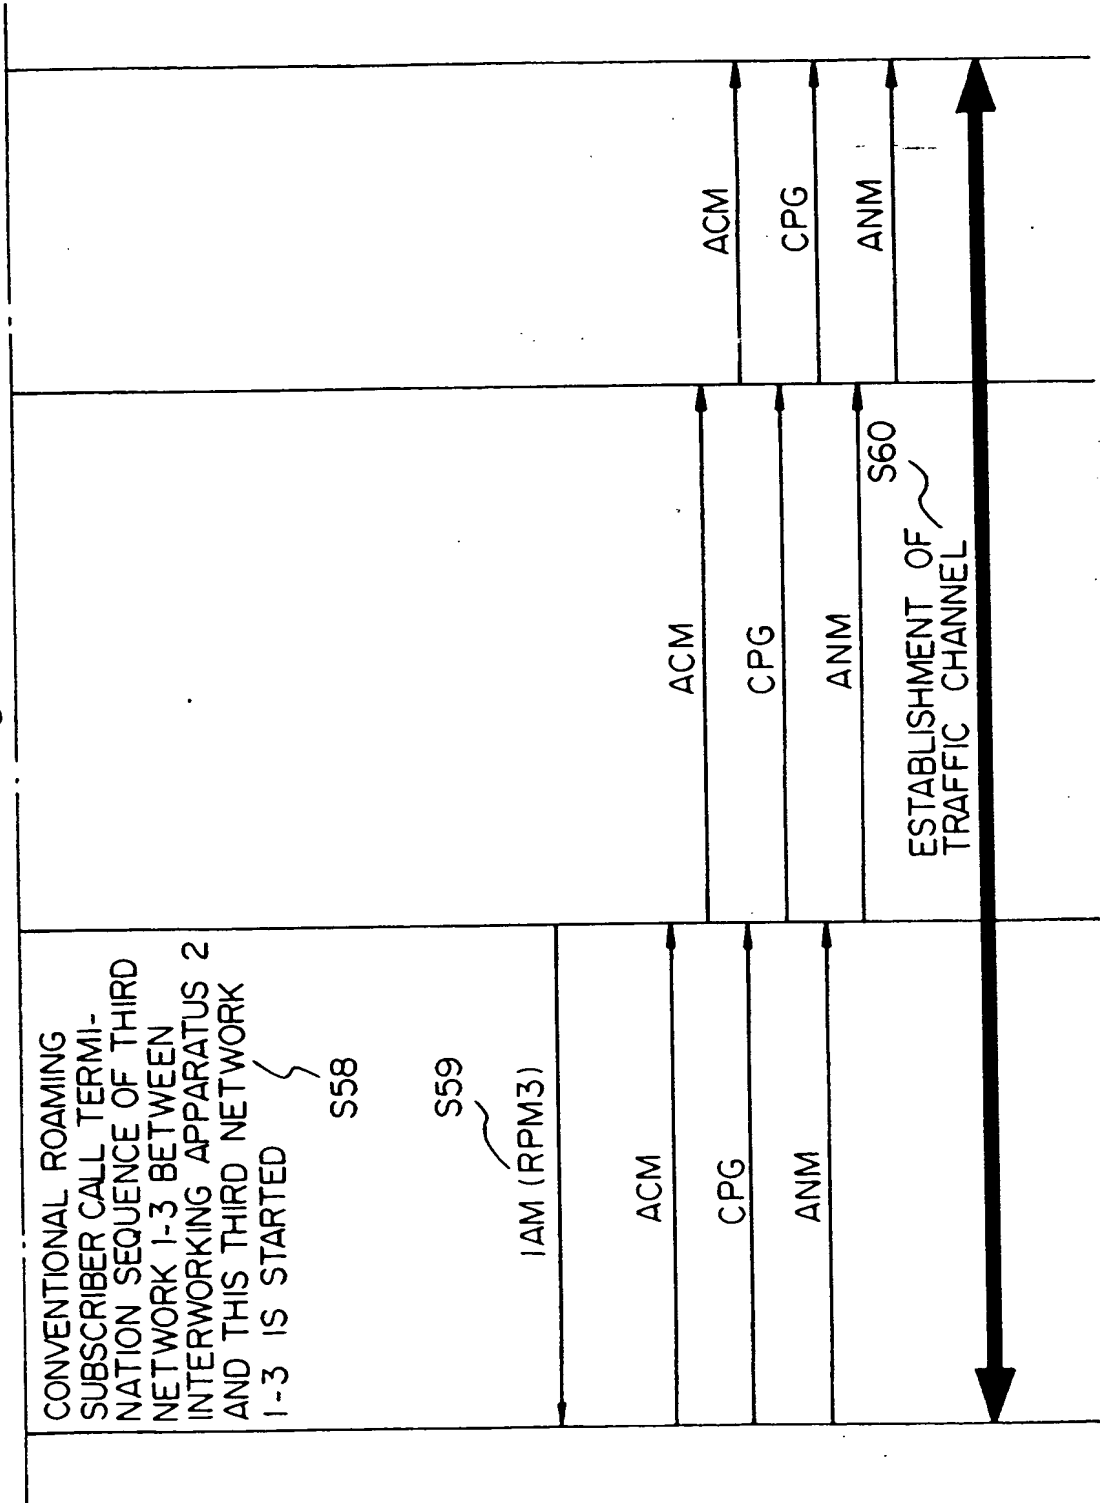 CONVENTIONAL ROAMING
SUBSCRIBER CALL TERMI-
NATION SEQUENCE OF THIRD
NETWORK 1-3 BETWEEN
INTERWORKING APPARATUS 2
AND THIS THIRD NETWORK
1-3 IS STARTED
S58
S59
IAM (RPM3)
ACM
CPG
ANM
ACM
CPG
ANM
ACM
CPG
ANM
S60
ESTABLISHMENT OF
TRAFFIC CHANNEL